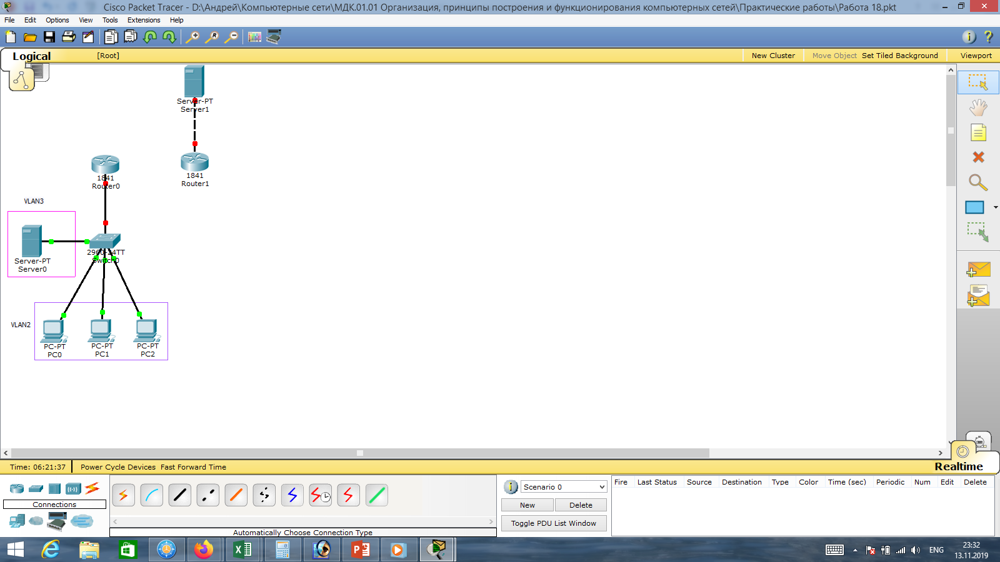 Cisco Packet Tracer - D:\Андрей\Компьютерные сети\МДК.01.01 Организация, принципы построения и функционирования компьютерных сетей\Практические работы\Работа 18.pkt
File Edit Options View Tools Extensions Help
Logical [Root] New Cluster Move Object Set Tiled Background Viewport
Server-PT
Server1
1841
Router0
1841
Router1
VLAN3
Server-PT
Server0
2960-24TT
Switch0
VLAN2
PC-PT
PC0
PC-PT
PC1
PC-PT
PC2
Realtime
Time: 06:21:37 Power Cycle Devices Fast Forward Time
Connections
Automatically Choose Connection Type
Scenario 0
New Delete
Toggle PDU List Window
Fire Last Status Source Destination Type Color Time (sec) Periodic Num Edit Delete
ENG
23:32
13.11.2019